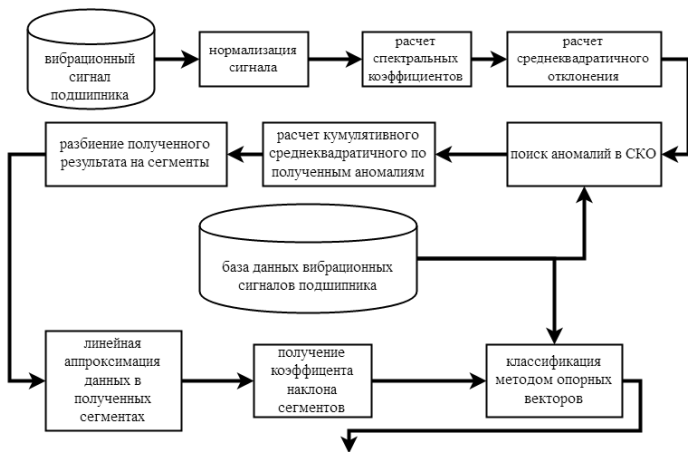 вибрационный
сигнал
подшипника
нормализация
сигнала
расчет
спектральных
коэффициентов
расчет
среднеквадратичного
отклонения
разбиение полученного
результата на сегменты
расчет кумулятивного
среднеквадратичного по
полученным аномалиям
поиск аномалий в СКО
база данных вибрационных
сигналов подшипника
линейная
аппроксимация
данных в
полученных
сегментах
получение
коэффицента
наклона
сегментов
классификация
методом опорных
векторов